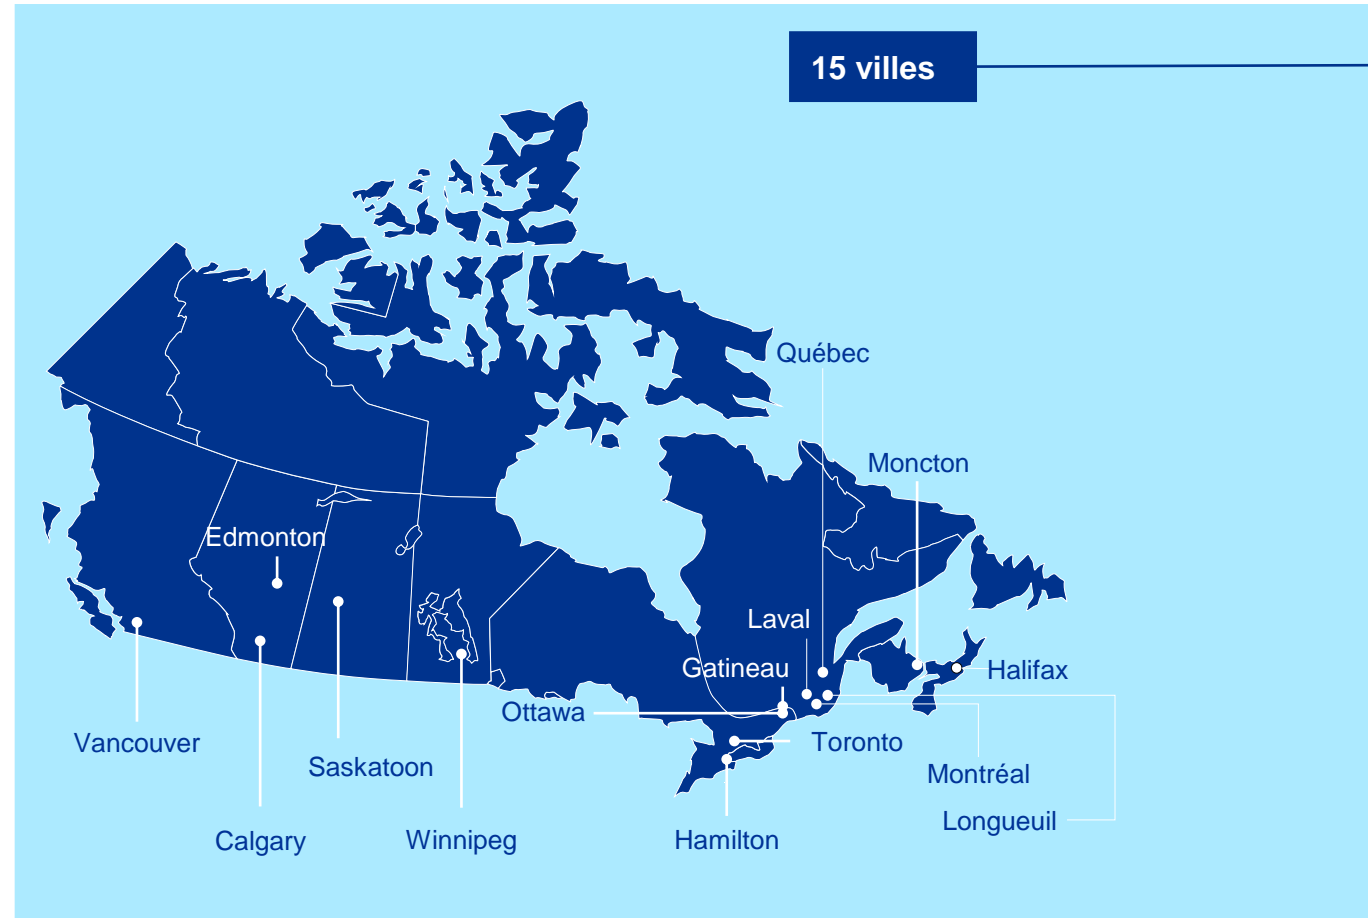 15 villes
Québec
Moncton
Edmonton
Laval
Gatineau
Halifax
Ottawa
Vancouver
Toronto
Saskatoon
Montréal
Longueuil
Calgary
Winnipeg
Hamilton